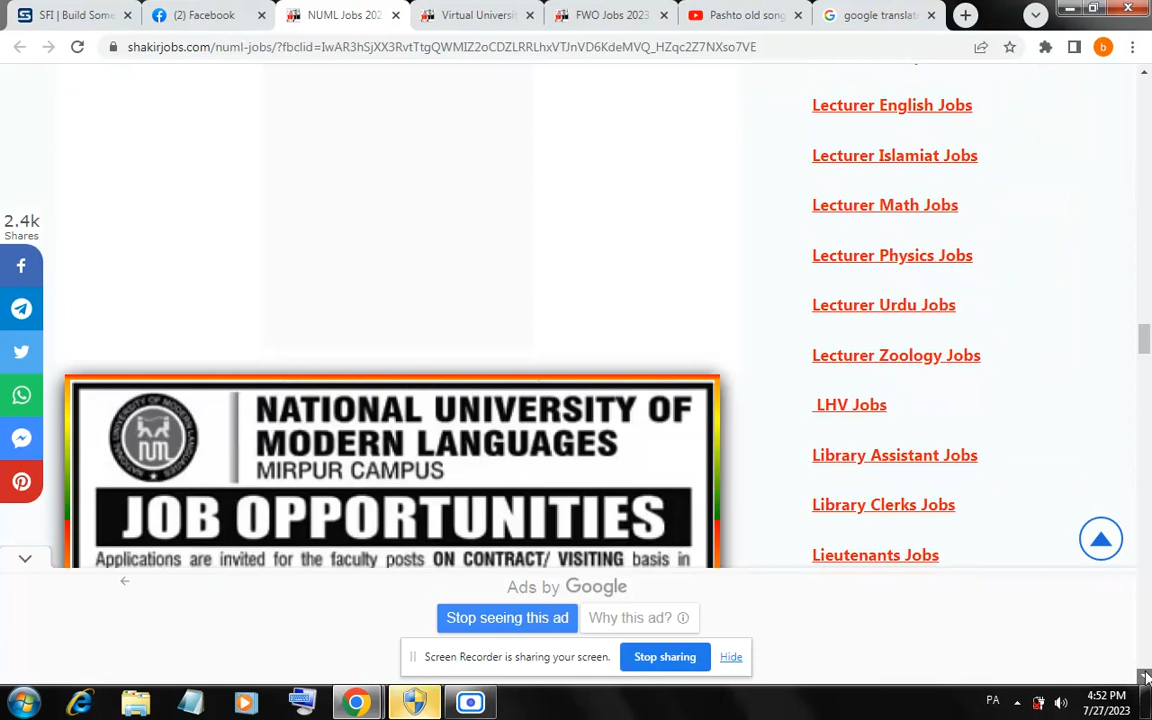 SFI | Build Some
(2) Facebook
NUML Jobs 202
Virtual Universit
FWO Jobs 2023
Pashto old song
google translate
shakirjobs.com/numl-jobs/?fbclid=IwAR3hSjXX3RvtTtgQWMIZ2oCDZLRRLhxVTJnVD6KdeMVQ_HZqc2Z7NXso7VE
b
Lecturer English Jobs
Lecturer Islamiat Jobs
Lecturer Math Jobs
Lecturer Physics Jobs
Lecturer Urdu Jobs
Lecturer Zoology Jobs
LHV Jobs
Library Assistant Jobs
Library Clerks Jobs
Lieutenants Jobs
2.4k
Shares
NATIONAL UNIVERSITY OF
MODERN LANGUAGES
MIRPUR CAMPUS
JOB OPPORTUNITIES
Applications are invited for the faculty posts ON CONTRACT/ VISITING basis in
Ads by Google
Stop seeing this ad
Why this ad?
Screen Recorder is sharing your screen.
Stop sharing
Hide
PA
4:52 PM
7/27/2023